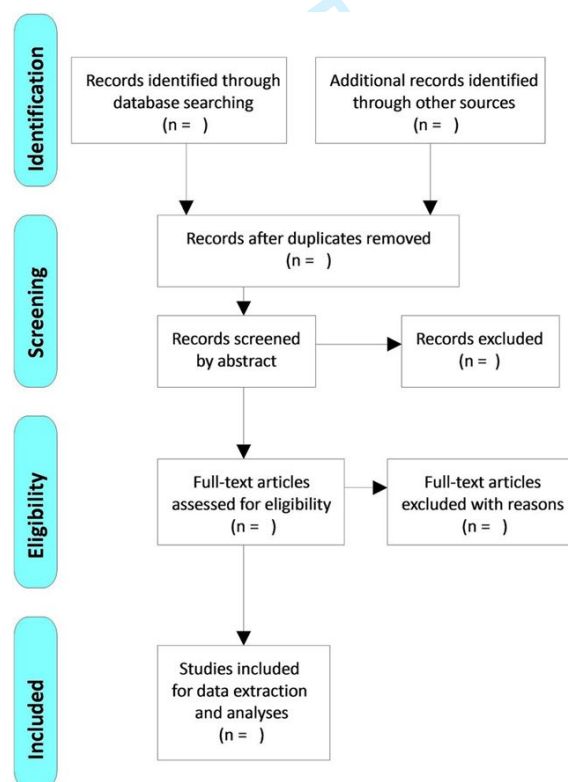 Identification
Records identified through
database searching
(n =  )
Additional records identified
through other sources
(n =  )
Screening
Records after duplicates removed
(n =  )
Records screened
by abstract
Records excluded
(n =  )
Eligibility
Full-text articles
assessed for eligibility
(n =  )
Full-text articles
excluded with reasons
(n =  )
Included
Studies included
for data extraction
and analyses
(n =  )